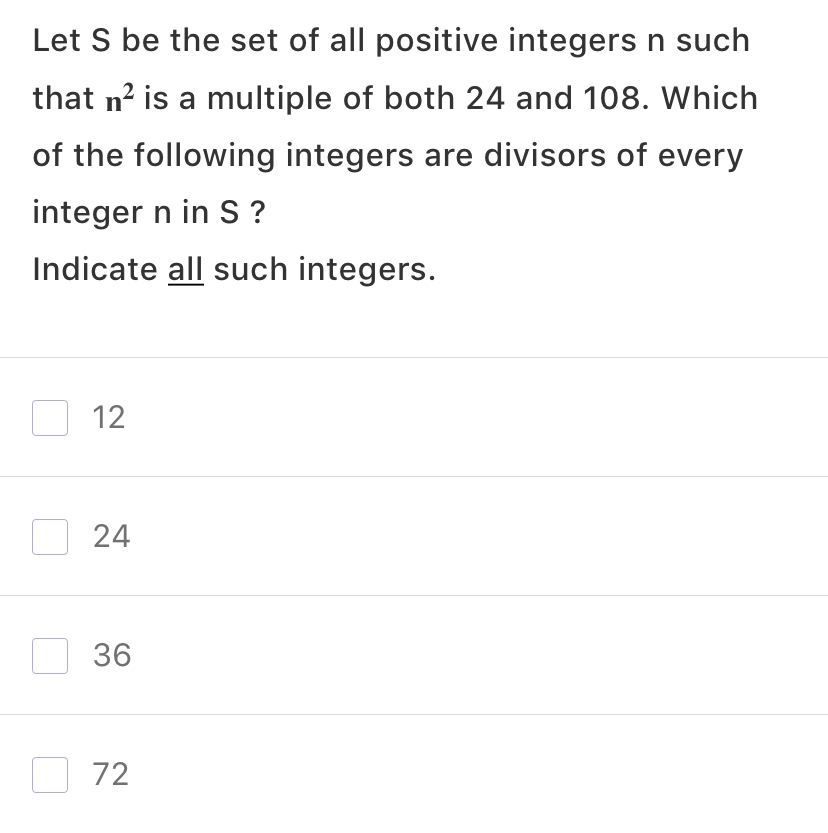 Let S be the set of all positive integers n such
that n² is a multiple of both 24 and 108. Which
of the following integers are divisors of every
integer n in S ?
Indicate all such integers.
12
24
36
72